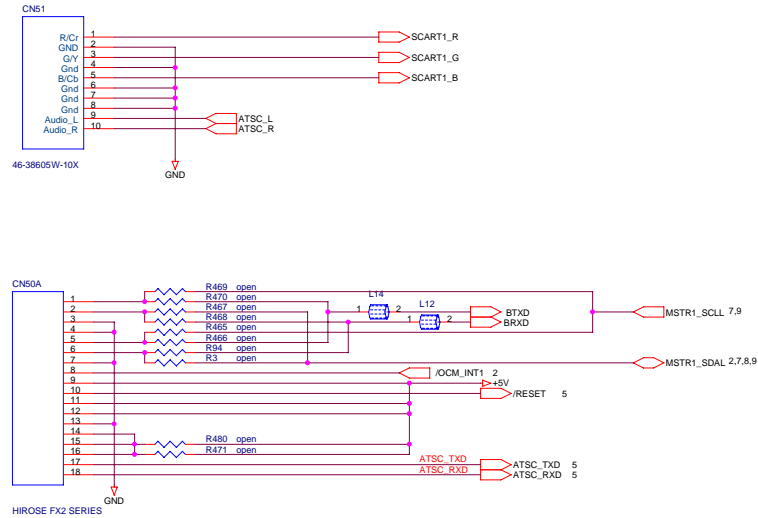 CN51
R/Cr 1 SCART1_R
GND 2
G/Y 3 SCART1_G
Gnd 4
B/Cb 5 SCART1_B
Gnd 6
Gnd 7
Gnd 8
Audio_L 9 ATSC_L
Audio_R 10 ATSC_R
46-38605W-10X
GND
CN50A
R469 open
1 R470 open L14
2 R467 open 1 2 L12 BTXD MSTR1_SCLL 7,9
3 R468 open 1 2 BRXD
4 R465 open
5 R466 open
6 R94 open
7 R3 open MSTR1_SDAL 2,7,8,9
8 /OCM_INT1 2
9 +5V
10 /RESET 5
11
12
13
14
15 R480 open
16 R471 open
17 ATSC_TXD ATSC_TXD 5
18 ATSC_RXD ATSC_RXD 5
GND
HIROSE FX2 SERIES